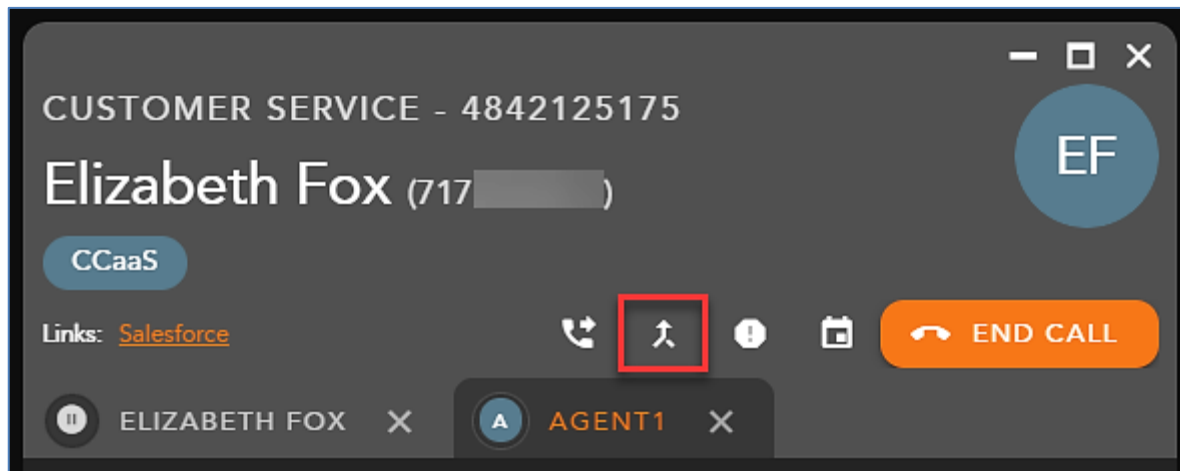 CUSTOMER SERVICE - 4842125175
EF
Elizabeth Fox (717 )
CCaaS
Links: Salesforce
END CALL
ELIZABETH FOX
A AGENT1